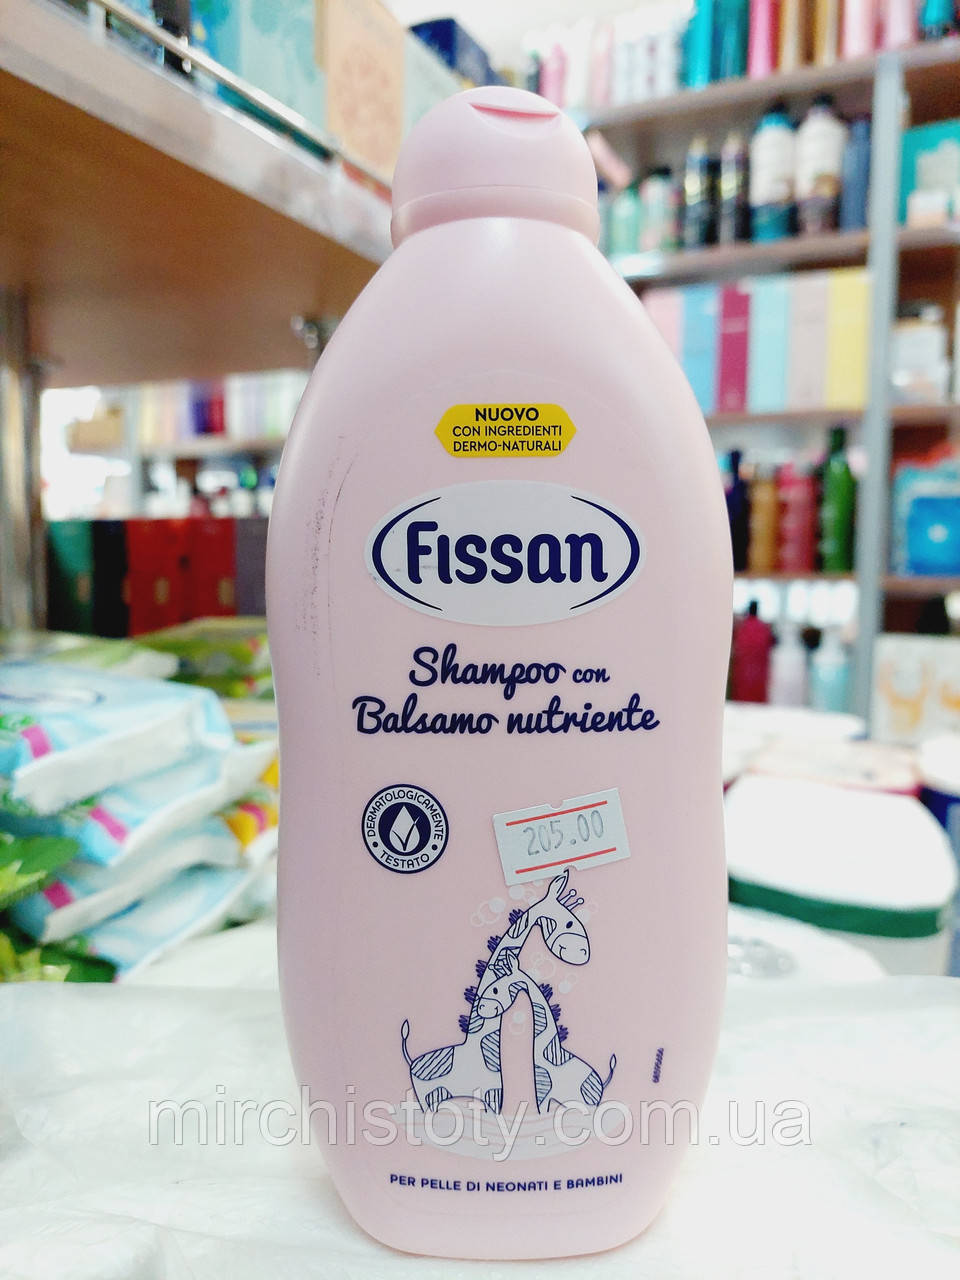 NUOVO
CON INGREDIENTI
DERMO-NATURALI
Fissan
Shampoo con
Balsamo nutriente
DERMATOLOGICAMENTE
TESTATO
205.00
mirchistoty.com.ua
PER PELLE DI NEONATI E BAMBINI